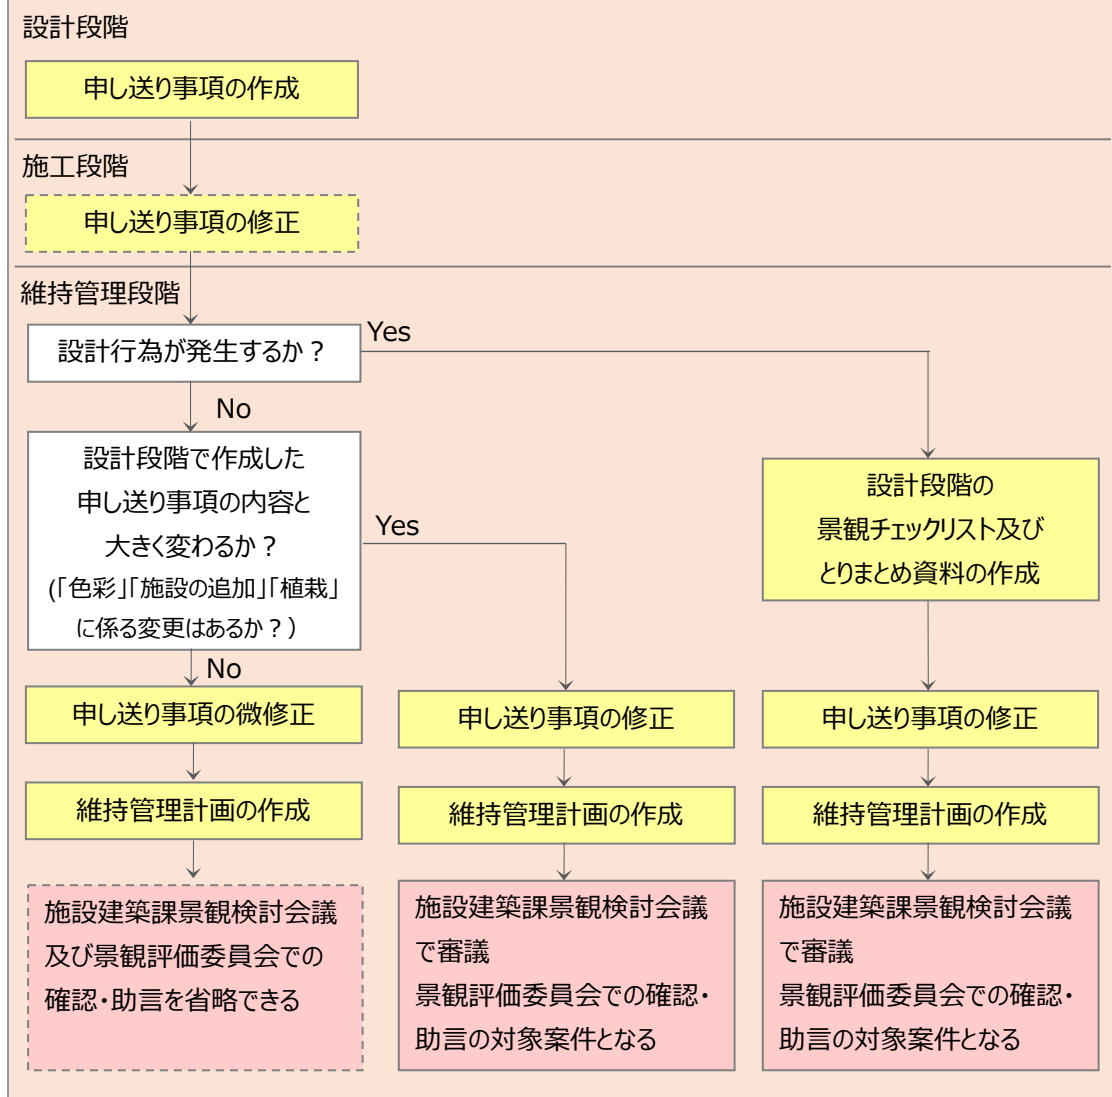 設計段階
申し送り事項の作成
施工段階
申し送り事項の修正
維持管理段階
設計行為が発生するか？
Yes
No
設計段階で作成した
申し送り事項の内容と
大きく変わるか？
(「色彩」「施設の追加」「植栽」
に係る変更はあるか？)
Yes
No
設計段階の
景観チェックリスト及び
とりまとめ資料の作成
申し送り事項の微修正
申し送り事項の修正
申し送り事項の修正
維持管理計画の作成
維持管理計画の作成
維持管理計画の作成
施設建築課景観検討会議
及び景観評価委員会での
確認・助言を省略できる
施設建築課景観検討会議
で審議
景観評価委員会での確認・
助言の対象案件となる
施設建築課景観検討会議
で審議
景観評価委員会での確認・
助言の対象案件となる